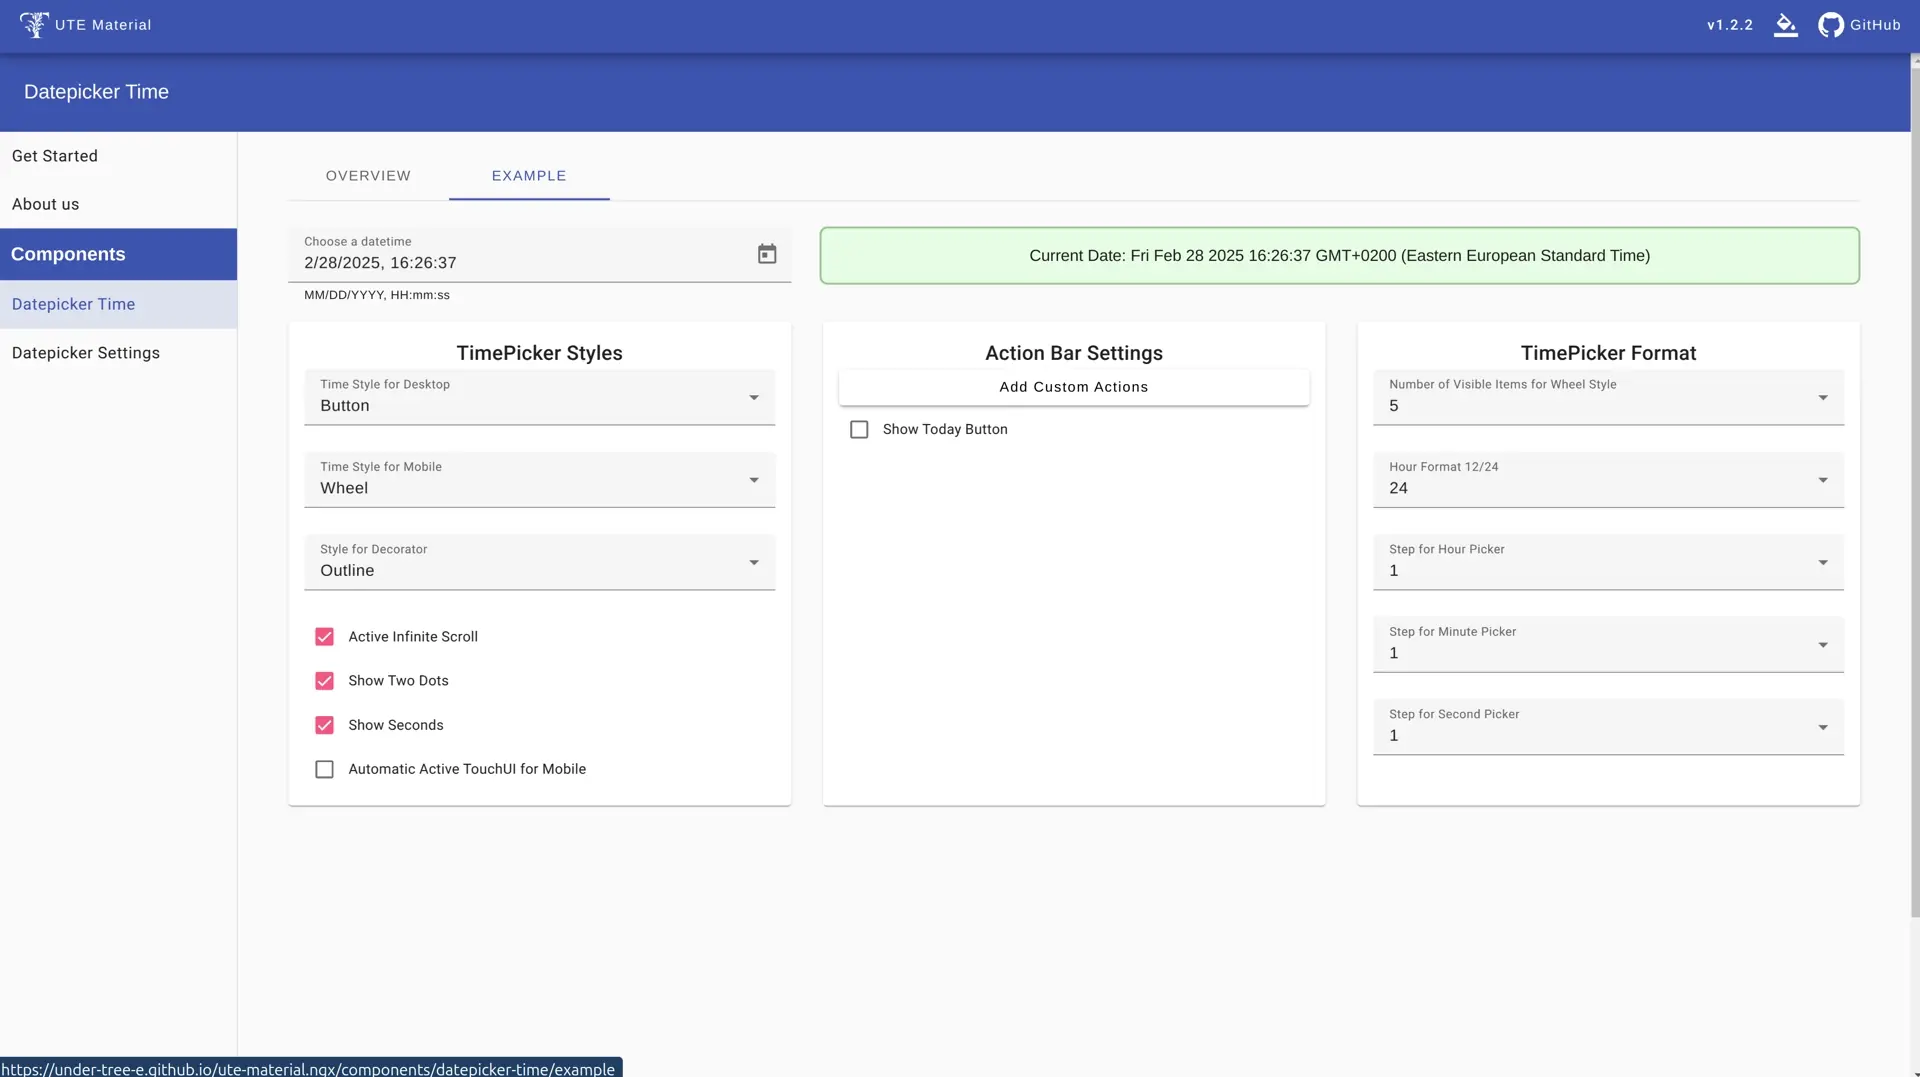 UTE Material
v1.2.2
GitHub
Datepicker Time
Get Started
About us
Components
Datepicker Time
Datepicker Settings
OVERVIEW
EXAMPLE
Choose a datetime
2/28/2025, 16:26:37
MM/DD/YYYY, HH:mm:ss
Current Date: Fri Feb 28 2025 16:26:37 GMT+0200 (Eastern European Standard Time)
TimePicker Styles
Time Style for Desktop
Button
Time Style for Mobile
Wheel
Style for Decorator
Outline
Active Infinite Scroll
Show Two Dots
Show Seconds
Automatic Active TouchUI for Mobile
Action Bar Settings
Add Custom Actions
Show Today Button
TimePicker Format
Number of Visible Items for Wheel Style
5
Hour Format 12/24
24
Step for Hour Picker
1
Step for Minute Picker
1
Step for Second Picker
1
https://under-tree-e.github.io/ute-material.ngx/components/datepicker-time/example